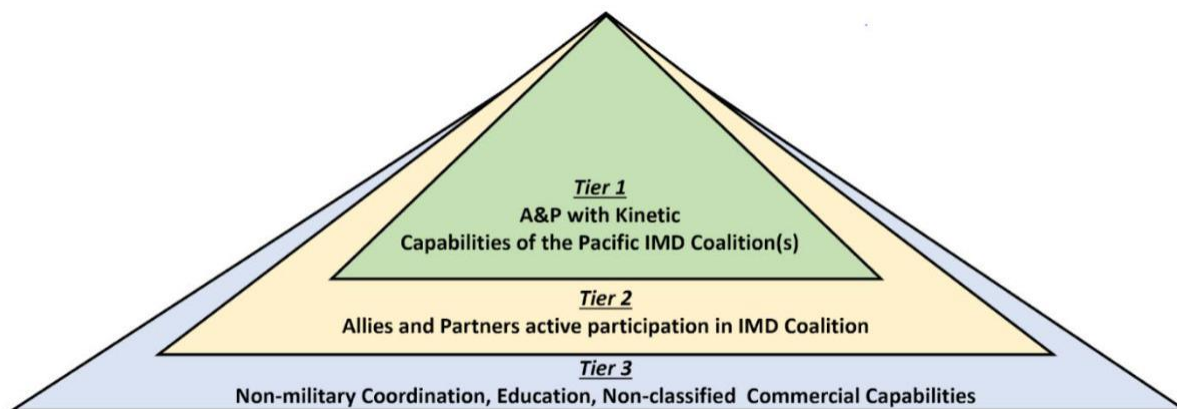 Tier 1
A&P with Kinetic
Capabilities of the Pacific IMD Coalition(s)
Tier 2
Allies and Partners active participation in IMD Coalition
Tier 3
Non-military Coordination, Education, Non-classified  Commercial Capabilities